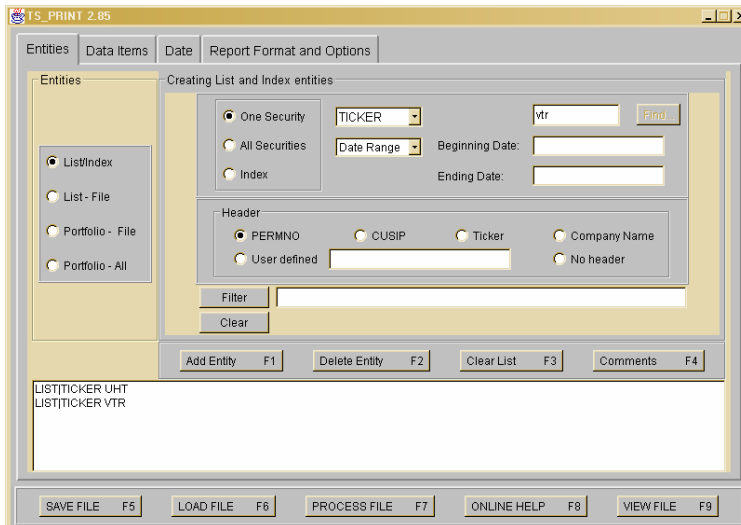 TS_PRINT 2.85
Entities Data Items Date Report Format and Options
Entities
List/Index
List - File
Portfolio - File
Portfolio - All
Creating List and Index entities
One Security TICKER vtr Find...
All Securities Date Range Beginning Date:
Index Ending Date:
Header
PERMNO CUSIP Ticker Company Name
User defined No header
Filter
Clear
Add Entity F1 Delete Entity F2 Clear List F3 Comments F4
LIST|TICKER UHT
LIST|TICKER VTR
SAVE FILE F5 LOAD FILE F6 PROCESS FILE F7 ONLINE HELP F8 VIEW FILE F9